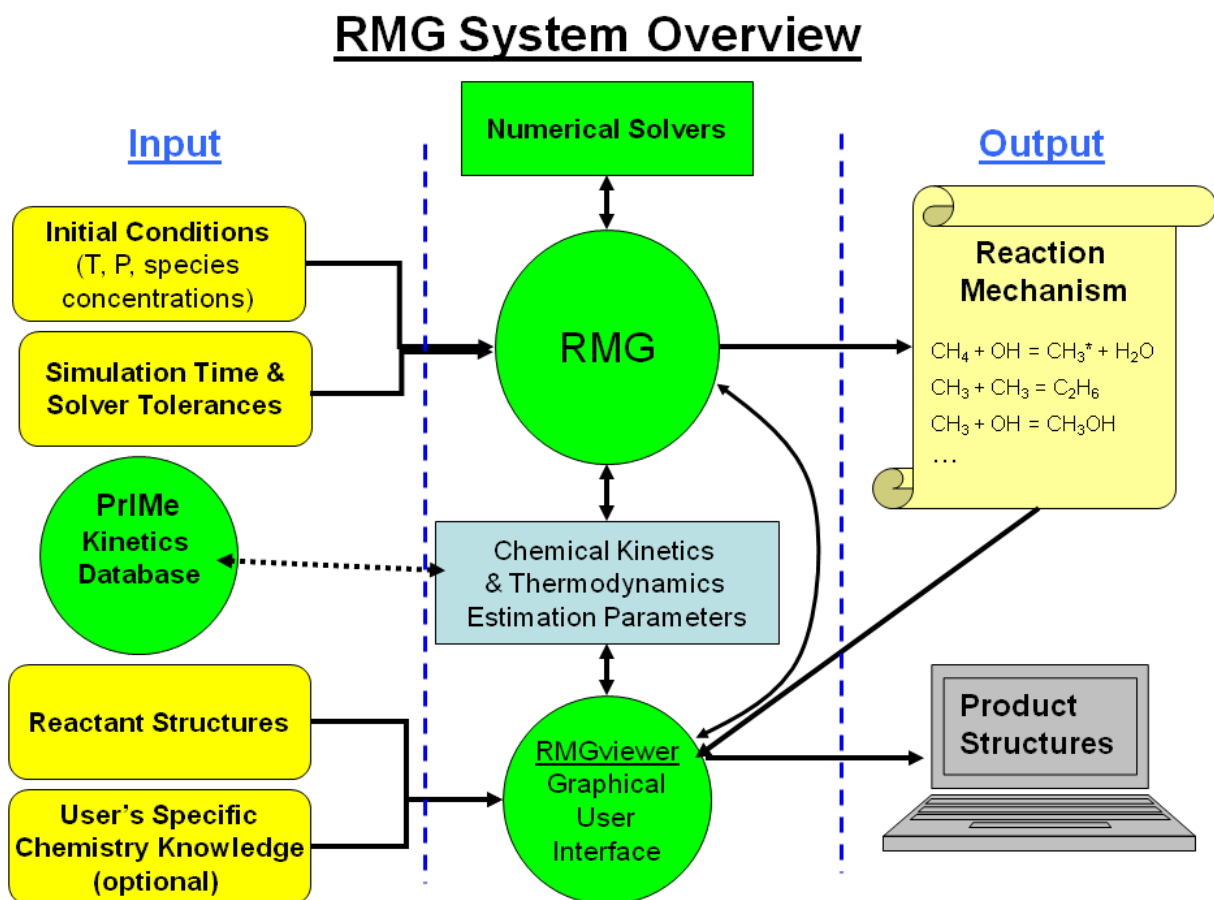 RMG System Overview
Input
Initial Conditions
(T, P, species
concentrations)
Simulation Time &
Solver Tolerances
PrIMe
Kinetics
Database
Reactant Structures
User's Specific
Chemistry Knowledge
(optional)
Numerical Solvers
RMG
Chemical Kinetics
& Thermodynamics
Estimation Parameters
RMGviewer
Graphical
User
Interface
Output
Reaction
Mechanism
CH₄ + OH = CH₃* + H₂O
CH₃ + CH₃ = C₂H₆
CH₃ + OH = CH₃OH
…
Product
Structures